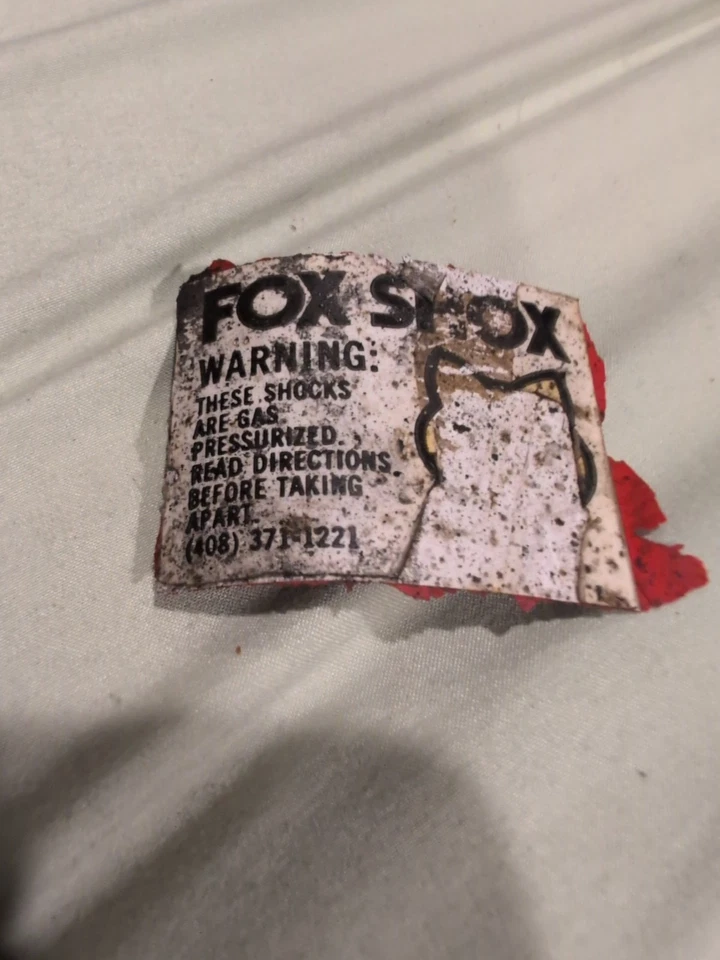 FOX SHOX
WARNING:
THESE SHOCKS
ARE GAS
PRESSURIZED.
READ DIRECTIONS
BEFORE TAKING
APART.
(408) 371-1221